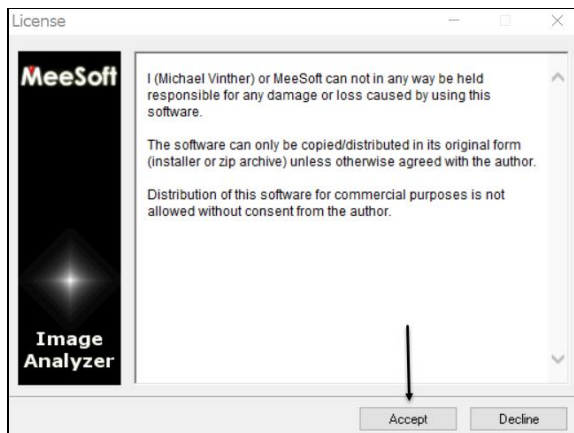 License
MeeSoft
I (Michael Vinther) or MeeSoft can not in any way be held
responsible for any damage or loss caused by using this
software.
The software can only be copied/distributed in its original form
(installer or zip archive) unless otherwise agreed with the author.
Distribution of this software for commercial purposes is not
allowed without consent from the author.
Image
Analyzer
Accept
Decline